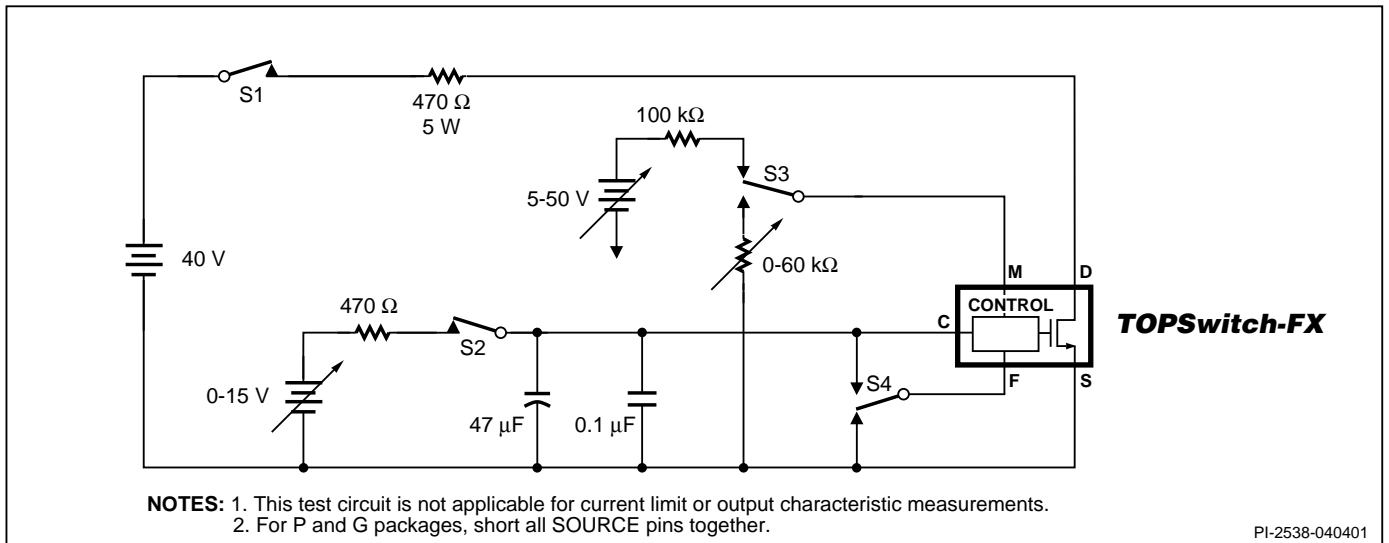 S1
470 Ω
5 W
100 kΩ
S3
5-50 V
40 V
0-60 kΩ
M
D
470 Ω
CONTROL
C
TOPSwitch-FX
S2
F
S
S4
0-15 V
47 µF
0.1 µF
NOTES: 1. This test circuit is not applicable for current limit or output characteristic measurements.
2. For P and G packages, short all SOURCE pins together.
PI-2538-040401